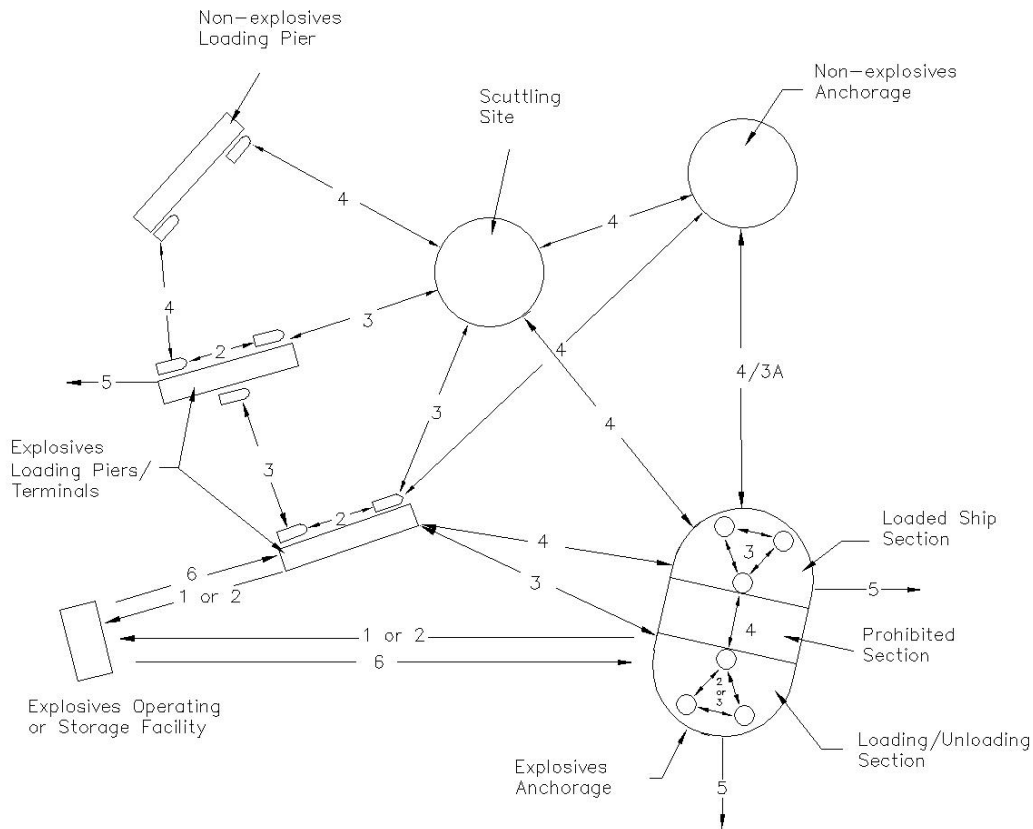 Non-explosives
Loading Pier
Non-explosives
Anchorage
Scuttling
Site
4
4
4
3
2
4
5
4/3A
3
4
Explosives
Loading Piers/
Terminals
3
2
4
3
Loaded Ship
Section
3
6
1 or 2
5
1 or 2
4
Prohibited
Section
6
2
or
3
Explosives Operating
or Storage Facility
Loading/Unloading
Section
Explosives
Anchorage
5